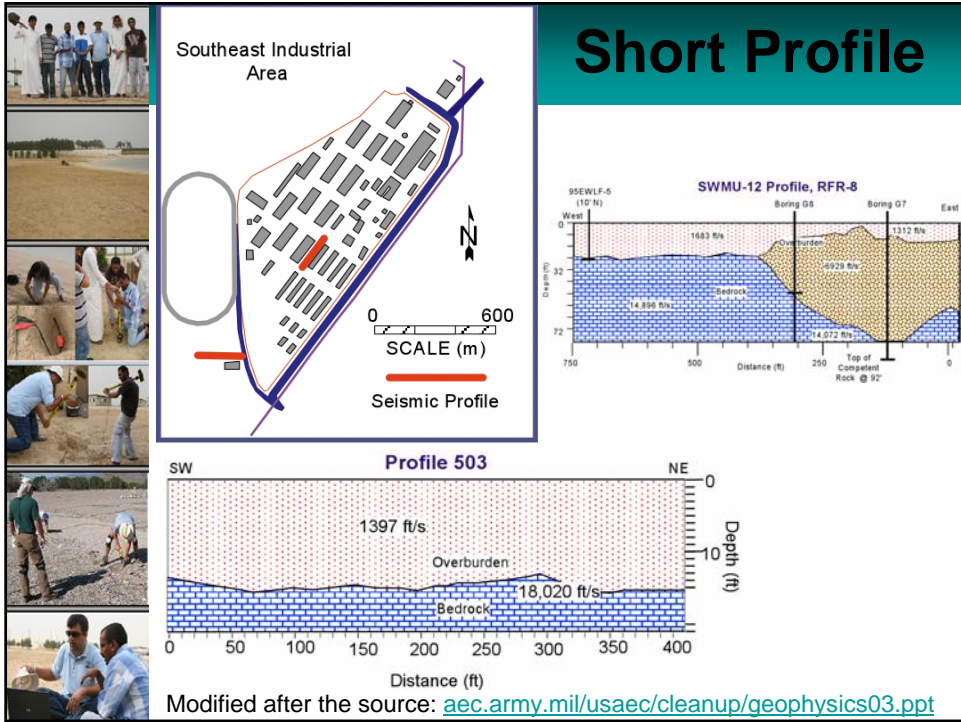 Short Profile
Southeast Industrial
Area
N
0 600
SCALE (m)
Seismic Profile
SWMU-12 Profile, RFR-8
95EWLF-5
(10' N)
Boring G8
Boring G7
West
East
0
32
72
Depth (ft)
1683 ft/s
Overburden
1312 ft/s
6929 ft/s
Bedrock
14,896 ft/s
14,072 ft/s
750
500
250
0
Distance (ft)
Top of
Competent
Rock @ 92'
Profile 503
SW
NE
0
10
Depth (ft)
1397 ft/s
Overburden
18,020 ft/s
Bedrock
0 50 100 150 200 250 300 350 400
Distance (ft)
Modified after the source: aec.army.mil/usaec/cleanup/geophysics03.ppt